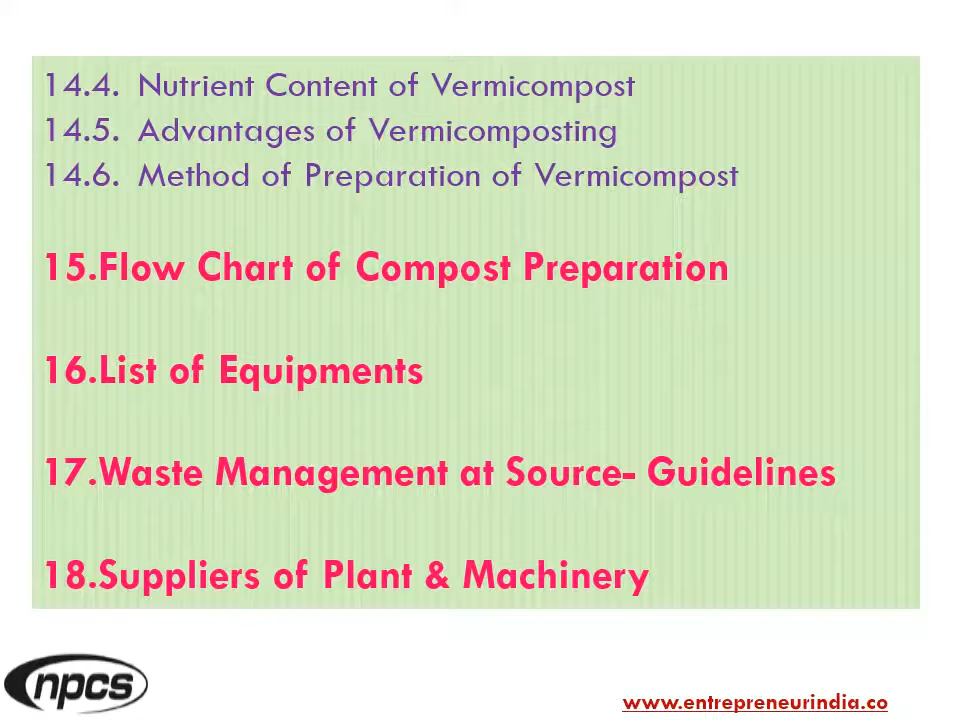 14.4. Nutrient Content of Vermicompost
14.5. Advantages of Vermicomposting
14.6. Method of Preparation of Vermicompost
15.Flow Chart of Compost Preparation
16.List of Equipments
17.Waste Management at Source- Guidelines
18.Suppliers of Plant & Machinery
npcs
www.entrepreneurindia.co